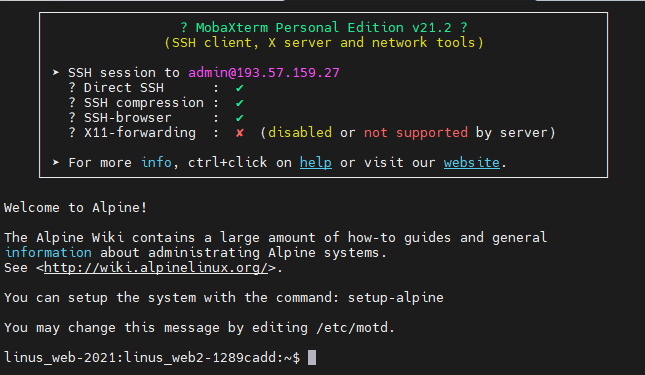 ? MobaXterm Personal Edition v21.2 ?
(SSH client, X server and network tools)
➤ SSH session to admin@193.57.159.27
? Direct SSH      :  ✔
? SSH compression :  ✔
? SSH-browser     :  ✔
? X11-forwarding  :  ✘  (disabled or not supported by server)
➤ For more info, ctrl+click on help or visit our website.
Welcome to Alpine!
The Alpine Wiki contains a large amount of how-to guides and general
information about administrating Alpine systems.
See <http://wiki.alpinelinux.org/>.
You can setup the system with the command: setup-alpine
You may change this message by editing /etc/motd.
linus_web-2021:linus_web2-1289cadd:~$